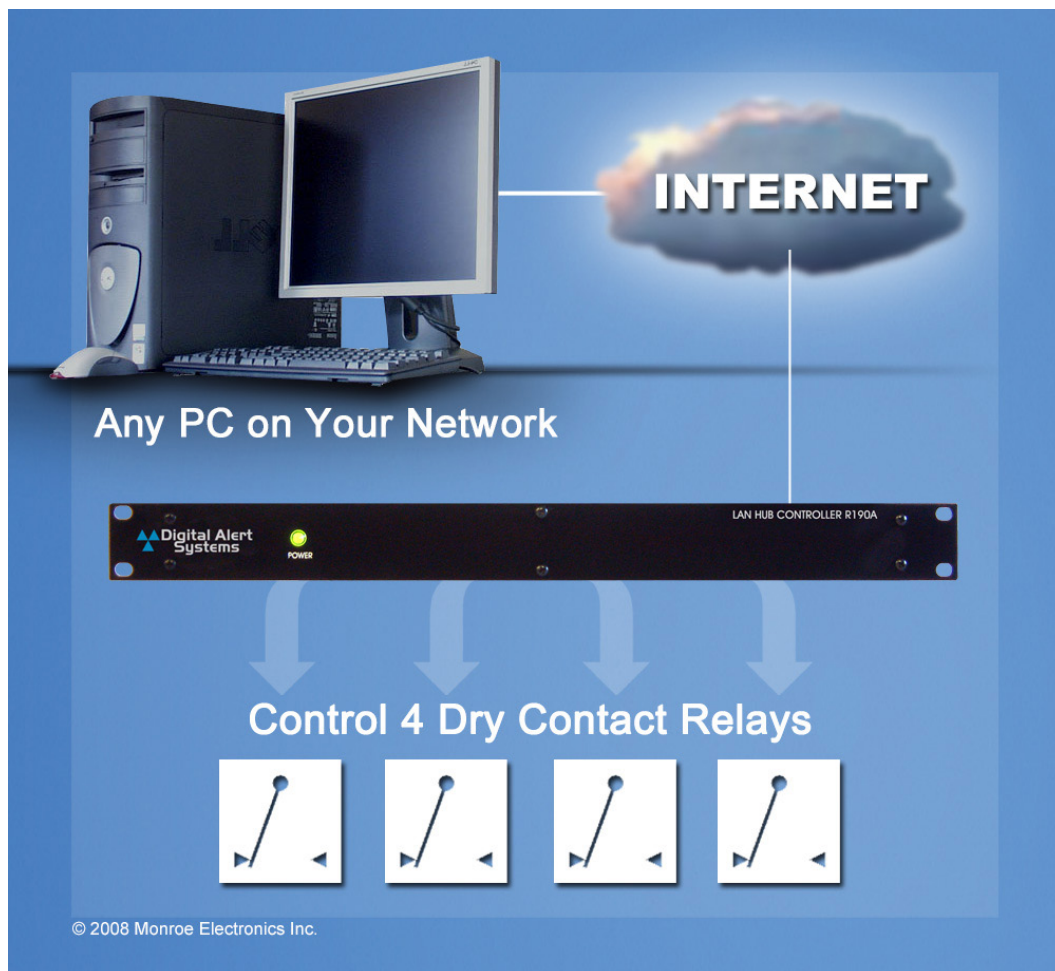 INTERNET
Any PC on Your Network
LAN HUB CONTROLLER R190A
Digital Alert
Systems
POWER
Control 4 Dry Contact Relays
© 2008 Monroe Electronics Inc.